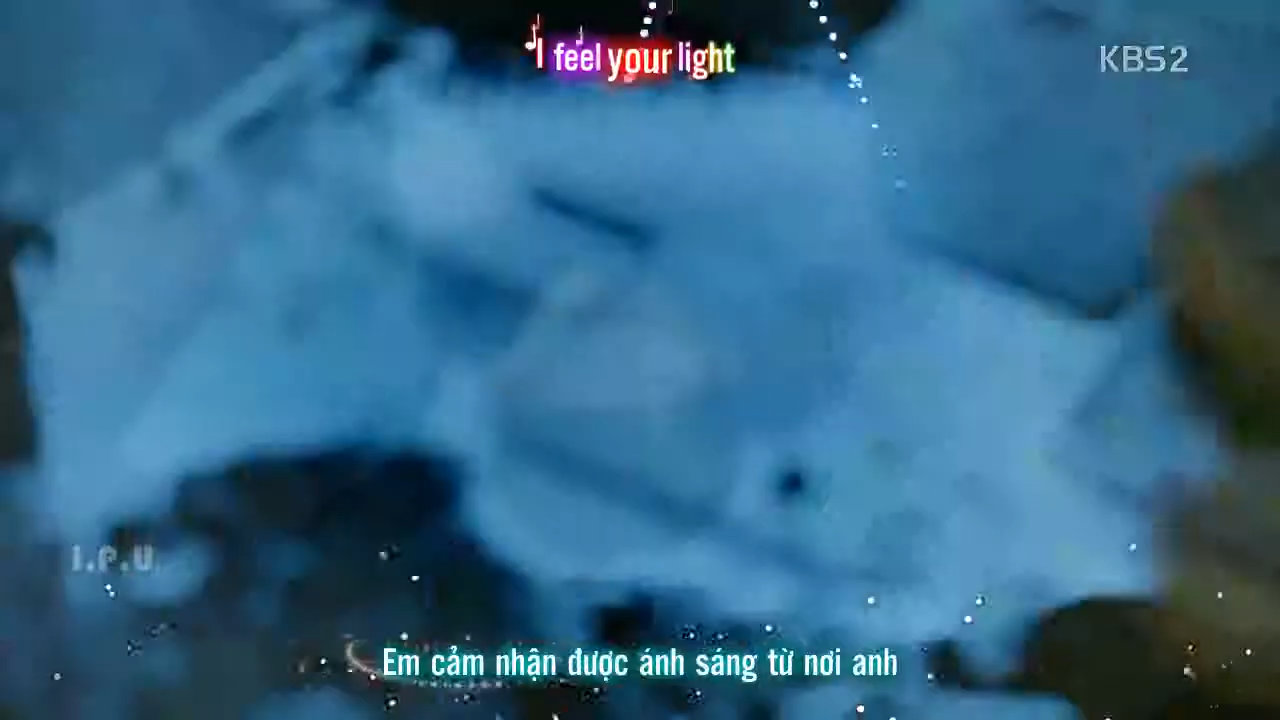 I feel your light
KBS2
I.P.U
Em cảm nhận được ánh sáng từ nơi anh